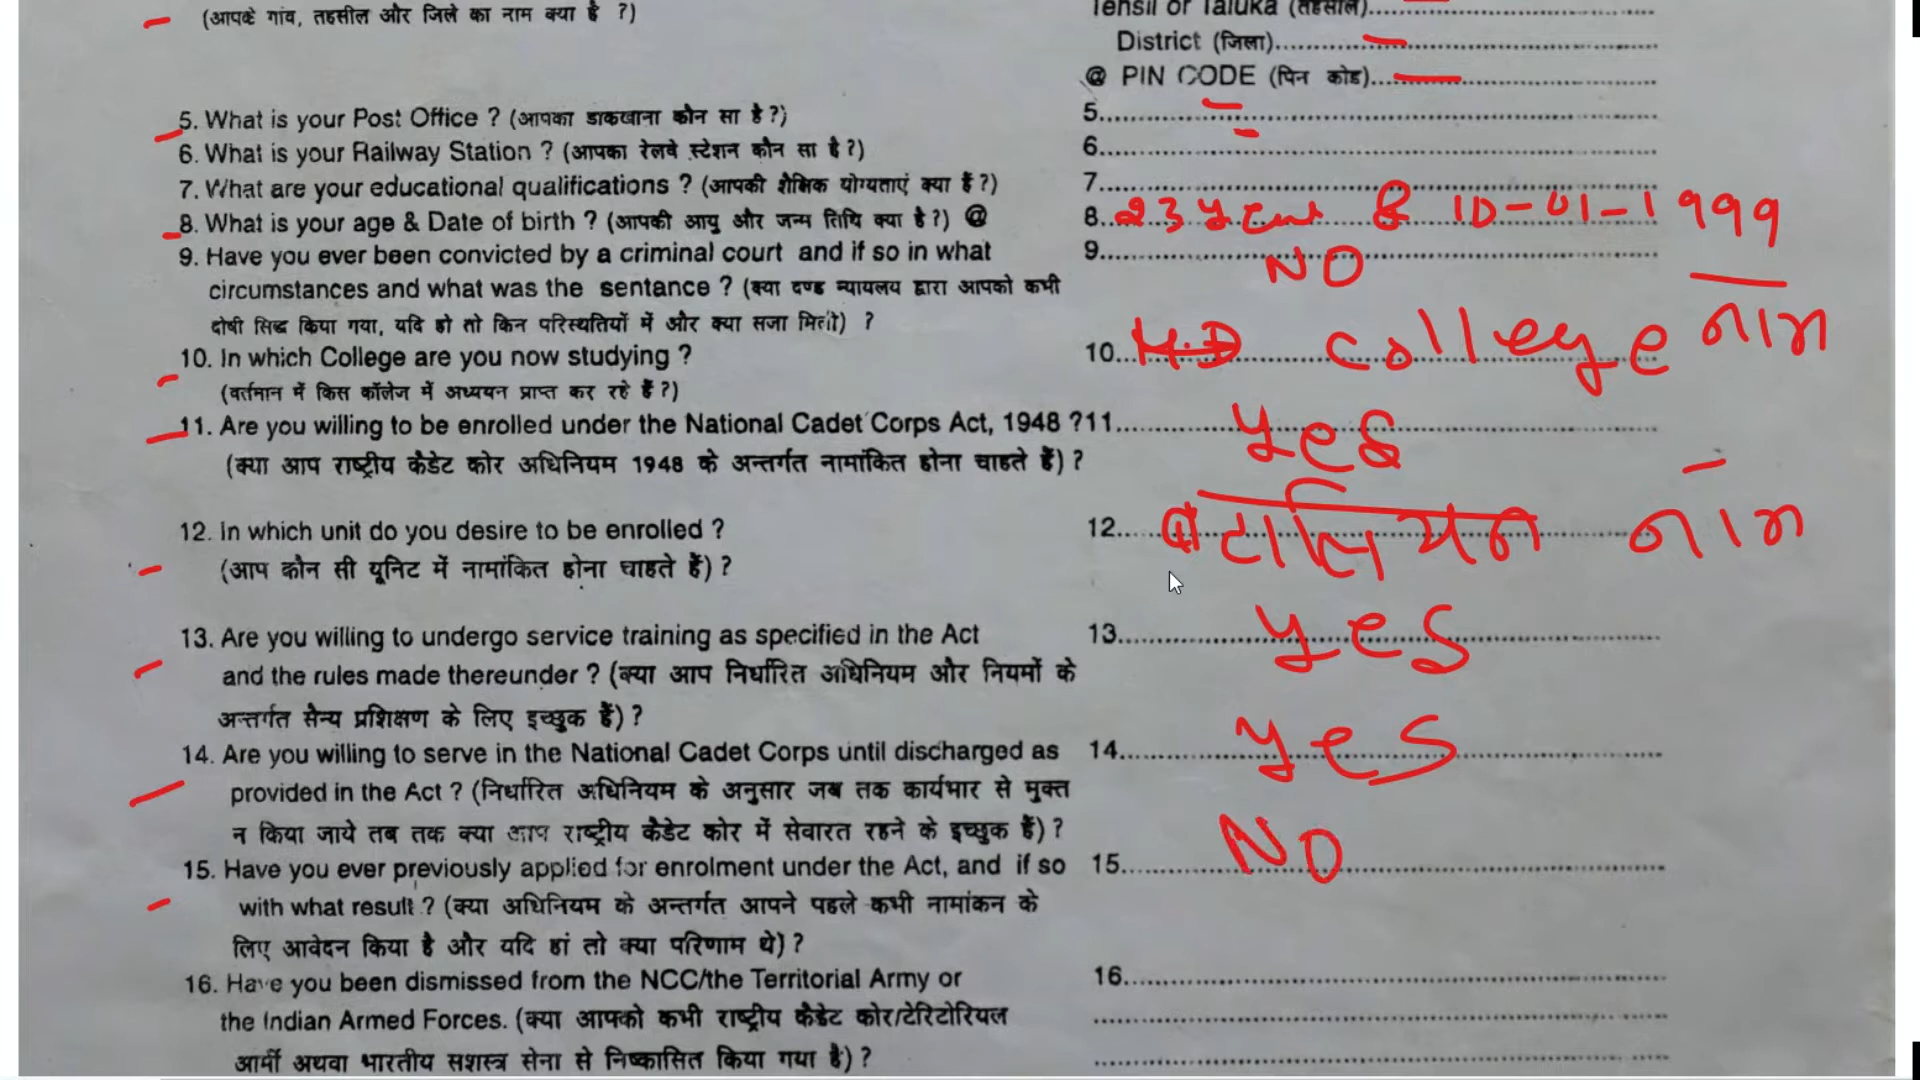 (आपके गांव, तहसील और जिले का नाम क्या है ?)
Tehsil or Taluka (तहसील)
District (जिला)
@ PIN CODE (पिन कोड)
5. What is your Post Office ? (आपका डाकखाना कौन सा है ?) 5
6. What is your Railway Station ? (आपका रेलवे स्टेशन कौन सा है ?) 6
7. What are your educational qualifications ? (आपकी शैक्षिक योग्यताएं क्या हैं ?) 7
8. What is your age & Date of birth ? (आपकी आयु और जन्म तिथि क्या है ?) @ 8. 23 & 10-01-1999
9. Have you ever been convicted by a criminal court and if so in what 9. NO
circumstances and what was the sentence ? (क्या दण्ड न्यायलय द्वारा आपको कभी
दोषी सिद्ध किया गया, यदि हो तो किन परिस्थितियों में और क्या सजा मिली) ?
10. In which College are you now studying ? 10. college नाम
(वर्तमान में किस कॉलेज में अध्ययन प्राप्त कर रहे हैं ?)
11. Are you willing to be enrolled under the National Cadet Corps Act, 1948 ? 11. yes
(क्या आप राष्ट्रीय कैडेट कोर अधिनियम 1948 के अन्तर्गत नामांकित होना चाहते हैं) ?
12. In which unit do you desire to be enrolled ? 12. बटालियन नाम
(आप कौन सी यूनिट में नामांकित होना चाहते हैं) ?
13. Are you willing to undergo service training as specified in the Act 13. yes
and the rules made thereunder ? (क्या आप निर्धारित अधिनियम और नियमों के
अन्तर्गत सैन्य प्रशिक्षण के लिए इच्छुक हैं) ?
14. Are you willing to serve in the National Cadet Corps until discharged as 14. yes
provided in the Act ? (निर्धारित अधिनियम के अनुसार जब तक कार्यभार से मुक्त
न किया जाये तब तक क्या आप राष्ट्रीय कैडेट कोर में सेवारत रहने के इच्छुक हैं) ?
15. Have you ever previously applied for enrolment under the Act, and if so 15. NO
with what result ? (क्या अधिनियम के अन्तर्गत आपने पहले कभी नामांकन के
लिए आवेदन किया है और यदि हां तो क्या परिणाम थे) ?
16. Have you been dismissed from the NCC/the Territorial Army or 16
the Indian Armed Forces. (क्या आपको कभी राष्ट्रीय कैडेट कोर/टेरिटोरियल
आर्मी अथवा भारतीय सशस्त्र सेना से निष्कासित किया गया है) ?